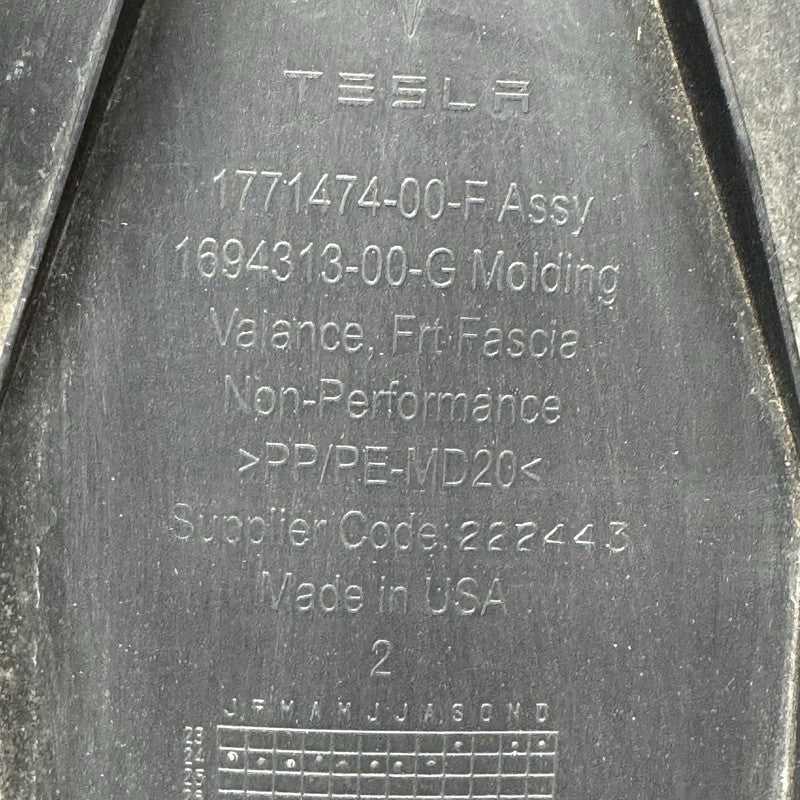 TESLA
1771474-00-F Assy
1694313-00-G Molding
Valance, Frt Fascia
Non-Performance
>PP/PE-MD20<
Supplier Code: 222443
Made in USA
2
J F M A M J J A S O N D
23
24
25